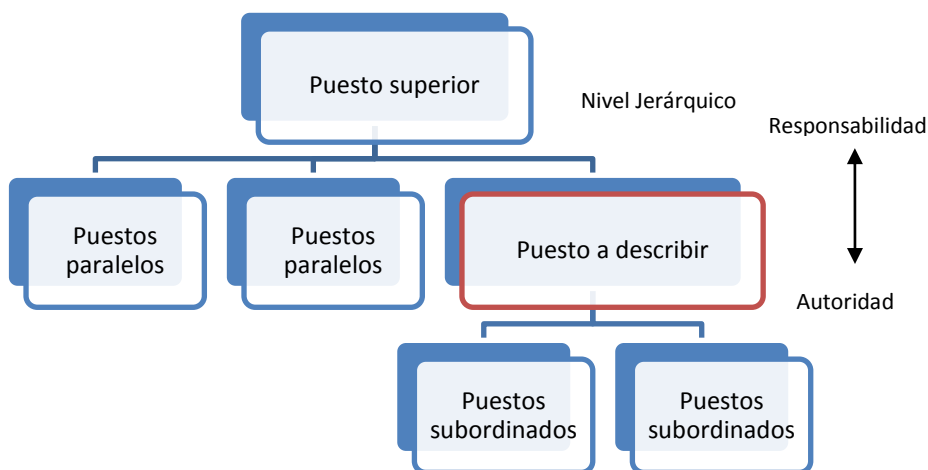 Puesto superior
Nivel Jerárquico
Responsabilidad
Puestos
paralelos
Puestos
paralelos
Puesto a describir
Autoridad
Puestos
subordinados
Puestos
subordinados